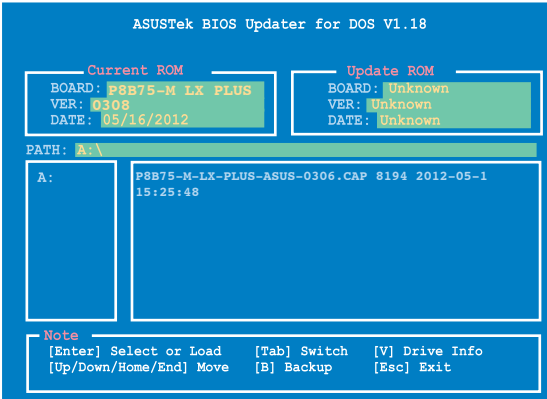 ASUSTek BIOS Updater for DOS V1.18
Current ROM
BOARD: P8B75-M LX PLUS
VER: 0308
DATE: 05/16/2012
Update ROM
BOARD: Unknown
VER: Unknown
DATE: Unknown
PATH: A:\
A:
P8B75-M-LX-PLUS-ASUS-0306.CAP 8194 2012-05-1
15:25:48
Note
[Enter] Select or Load [Tab] Switch [V] Drive Info
[Up/Down/Home/End] Move [B] Backup [Esc] Exit